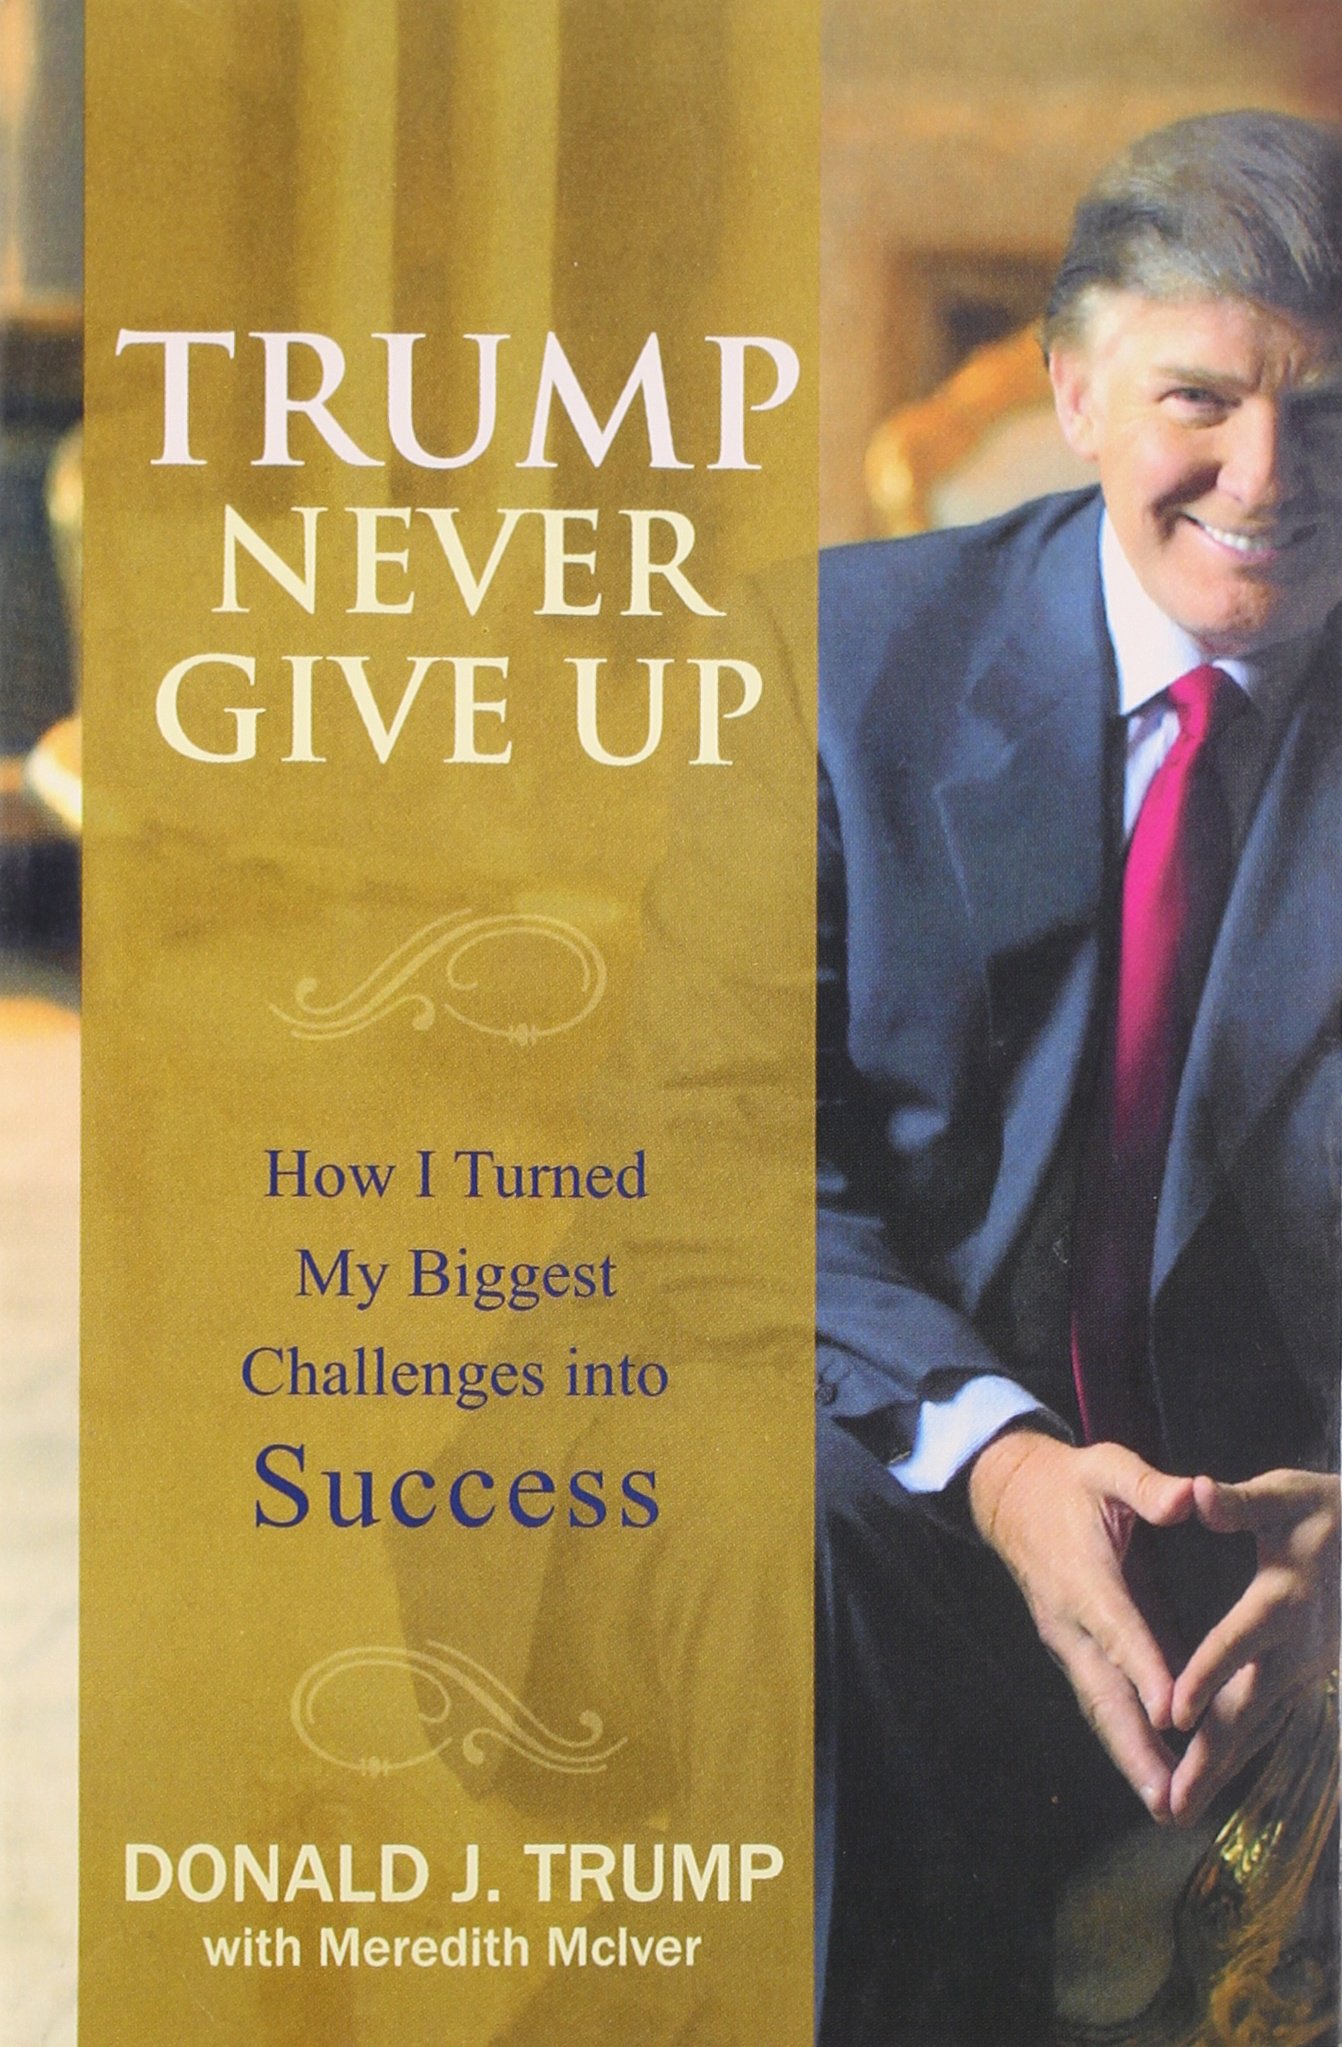 TRUMP
NEVER
GIVE UP
How I Turned
My Biggest
Challenges into
Success
DONALD J. TRUMP
with Meredith McIver